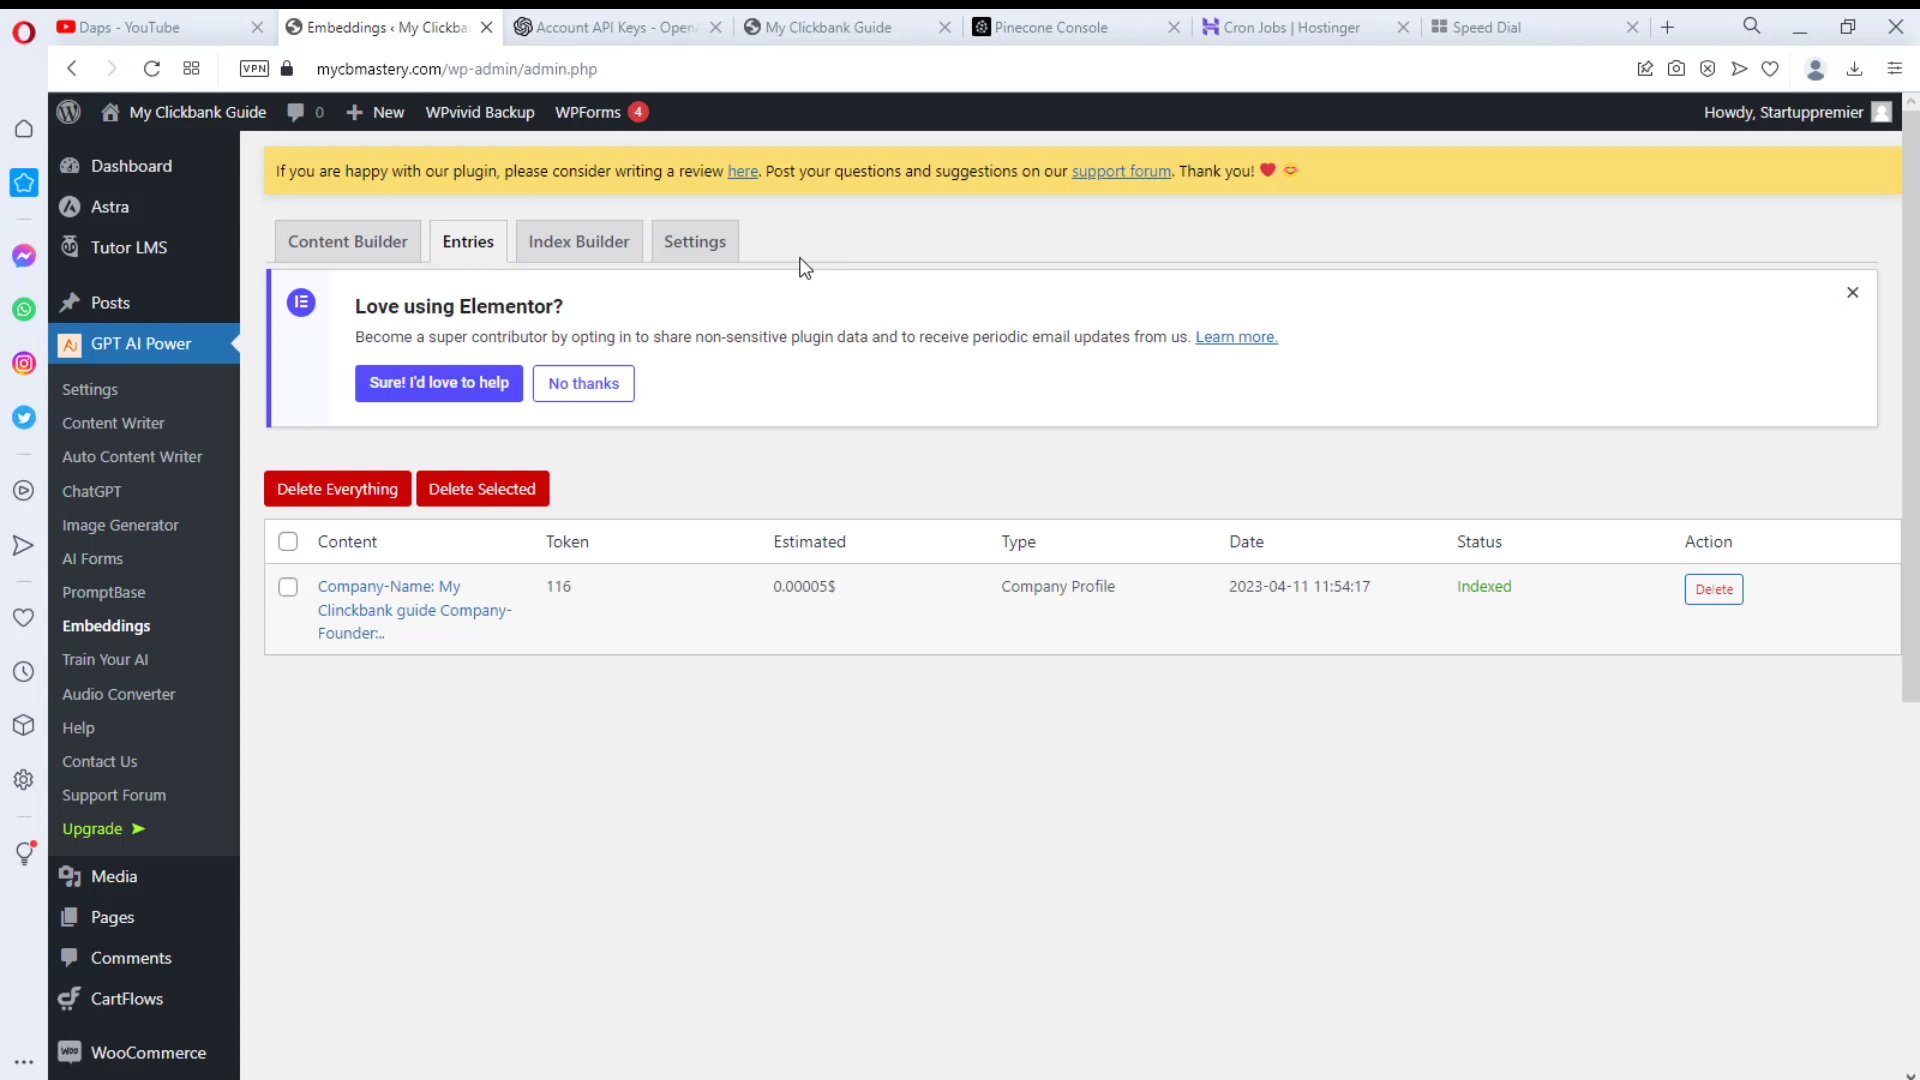 Daps - YouTube
Embeddings ‹ My Clickba
Account API Keys - Open
My Clickbank Guide
Pinecone Console
Cron Jobs | Hostinger
Speed Dial
VPN
mycbmastery.com/wp-admin/admin.php
My Clickbank Guide
0
New
WPvivid Backup
WPForms 4
Howdy, Startuppremier
Dashboard
Astra
Tutor LMS
Posts
GPT AI Power
Settings
Content Writer
Auto Content Writer
ChatGPT
Image Generator
AI Forms
PromptBase
Embeddings
Train Your AI
Audio Converter
Help
Contact Us
Support Forum
Upgrade ➤
Media
Pages
Comments
CartFlows
WooCommerce
If you are happy with our plugin, please consider writing a review here. Post your questions and suggestions on our support forum. Thank you! ❤️ 😊
Content Builder
Entries
Index Builder
Settings
Love using Elementor?
Become a super contributor by opting in to share non-sensitive plugin data and to receive periodic email updates from us. Learn more.
Sure! I'd love to help
No thanks
Delete Everything
Delete Selected
Content Token Estimated Type Date Status Action
Company-Name: My 116 0.00005$ Company Profile 2023-04-11 11:54:17 Indexed Delete
Clinckbank guide Company-
Founder:...